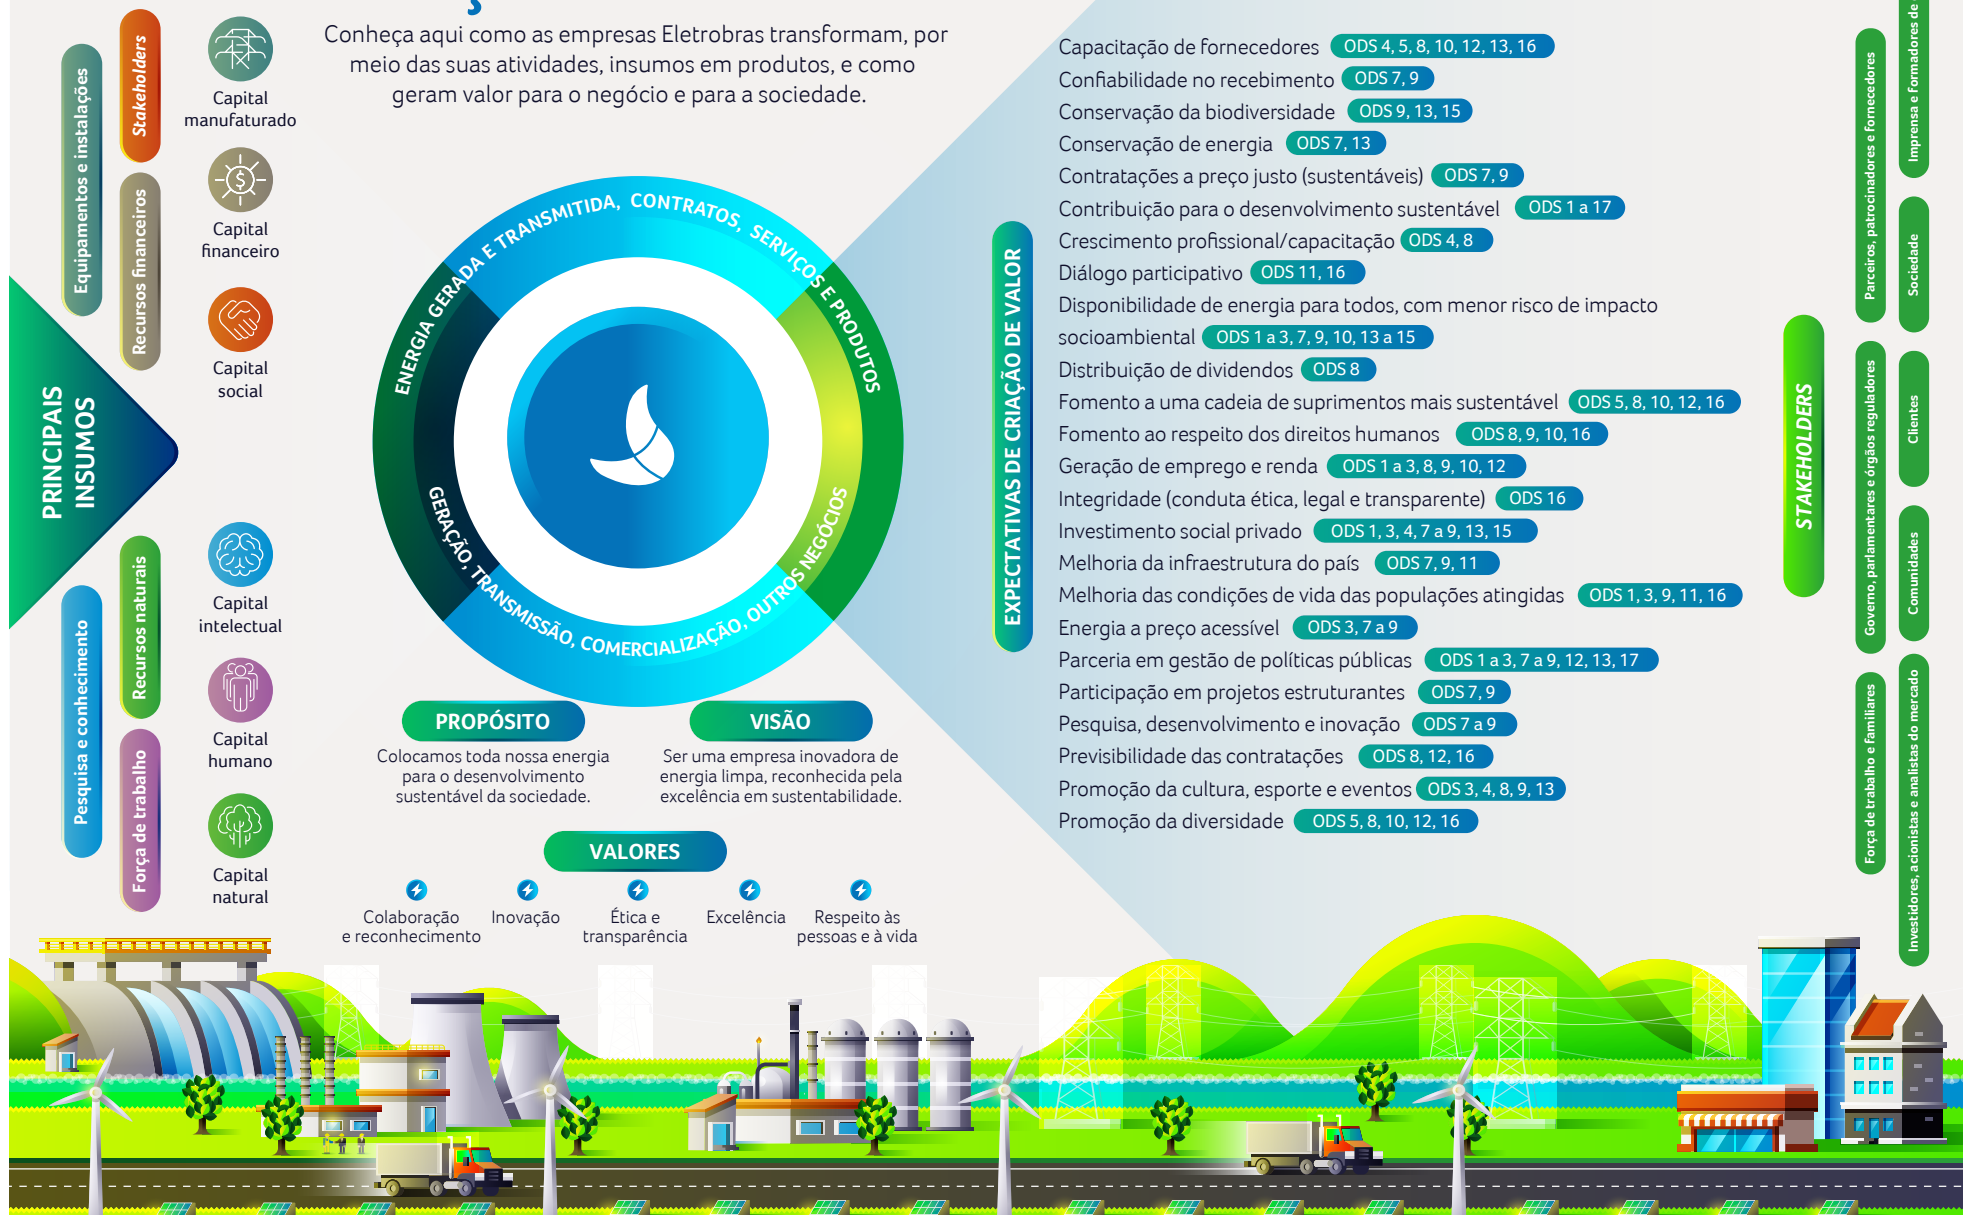 Conheça aqui como as empresas Eletrobras transformam, por
meio das suas atividades, insumos em produtos, e como
geram valor para o negócio e para a sociedade.
PRINCIPAIS
INSUMOS
Equipamentos e instalações
Stakeholders
Recursos financeiros
Pesquisa e conhecimento
Recursos naturais
Força de trabalho
Capital
manufaturado
Capital
financeiro
Capital
social
Capital
intelectual
Capital
humano
Capital
natural
ENERGIA GERADA E TRANSMITIDA, CONTRATOS, SERVIÇOS E PRODUTOS
GERAÇÃO, TRANSMISSÃO, COMERCIALIZAÇÃO, OUTROS NEGÓCIOS
PROPÓSITO
Colocamos toda nossa energia
para o desenvolvimento
sustentável da sociedade.
VISÃO
Ser uma empresa inovadora de
energia limpa, reconhecida pela
excelência em sustentabilidade.
VALORES
Colaboração
e reconhecimento
Inovação
Ética e
transparência
Excelência
Respeito às
pessoas e à vida
EXPECTATIVAS DE CRIAÇÃO DE VALOR
Capacitação de fornecedores ODS 4, 5, 8, 10, 12, 13, 16
Confiabilidade no recebimento ODS 7, 9
Conservação da biodiversidade ODS 9, 13, 15
Conservação de energia ODS 7, 13
Contratações a preço justo (sustentáveis) ODS 7, 9
Contribuição para o desenvolvimento sustentável ODS 1 a 17
Crescimento profissional/capacitação ODS 4, 8
Diálogo participativo ODS 11, 16
Disponibilidade de energia para todos, com menor risco de impacto
socioambiental ODS 1 a 3, 7, 9, 10, 13 a 15
Distribuição de dividendos ODS 8
Fomento a uma cadeia de suprimentos mais sustentável ODS 5, 8, 10, 12, 16
Fomento ao respeito dos direitos humanos ODS 8, 9, 10, 16
Geração de emprego e renda ODS 1 a 3, 8, 9, 10, 12
Integridade (conduta ética, legal e transparente) ODS 16
Investimento social privado ODS 1, 3, 4, 7 a 9, 13, 15
Melhoria da infraestrutura do país ODS 7, 9, 11
Melhoria das condições de vida das populações atingidas ODS 1, 3, 9, 11, 16
Energia a preço acessível ODS 3, 7 a 9
Parceria em gestão de políticas públicas ODS 1 a 3, 7 a 9, 12, 13, 17
Participação em projetos estruturantes ODS 7, 9
Pesquisa, desenvolvimento e inovação ODS 7 a 9
Previsibilidade das contratações ODS 8, 12, 16
Promoção da cultura, esporte e eventos ODS 3, 4, 8, 9, 13
Promoção da diversidade ODS 5, 8, 10, 12, 16
STAKEHOLDERS
Parceiros, patrocinadores e fornecedores
Governo, parlamentares e órgãos reguladores
Força de trabalho e familiares
Imprensa e Formadores de
Sociedade
Clientes
Comunidades
Investidores, acionistas e analistas do mercado